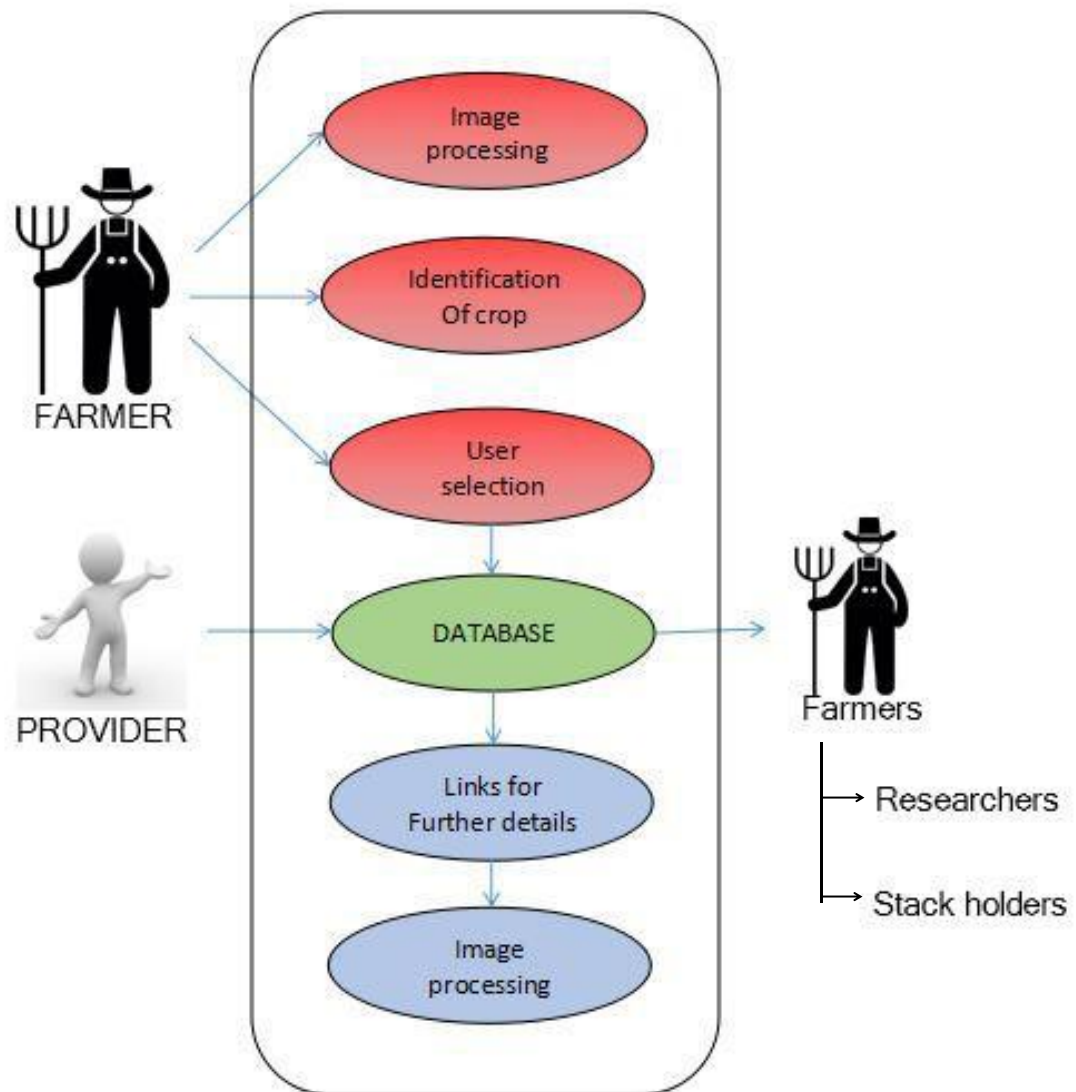 Image
processing
Identification
Of crop
FARMER
User
selection
DATABASE
PROVIDER
Farmers
Links for
Further details
Researchers
Stack holders
Image
processing